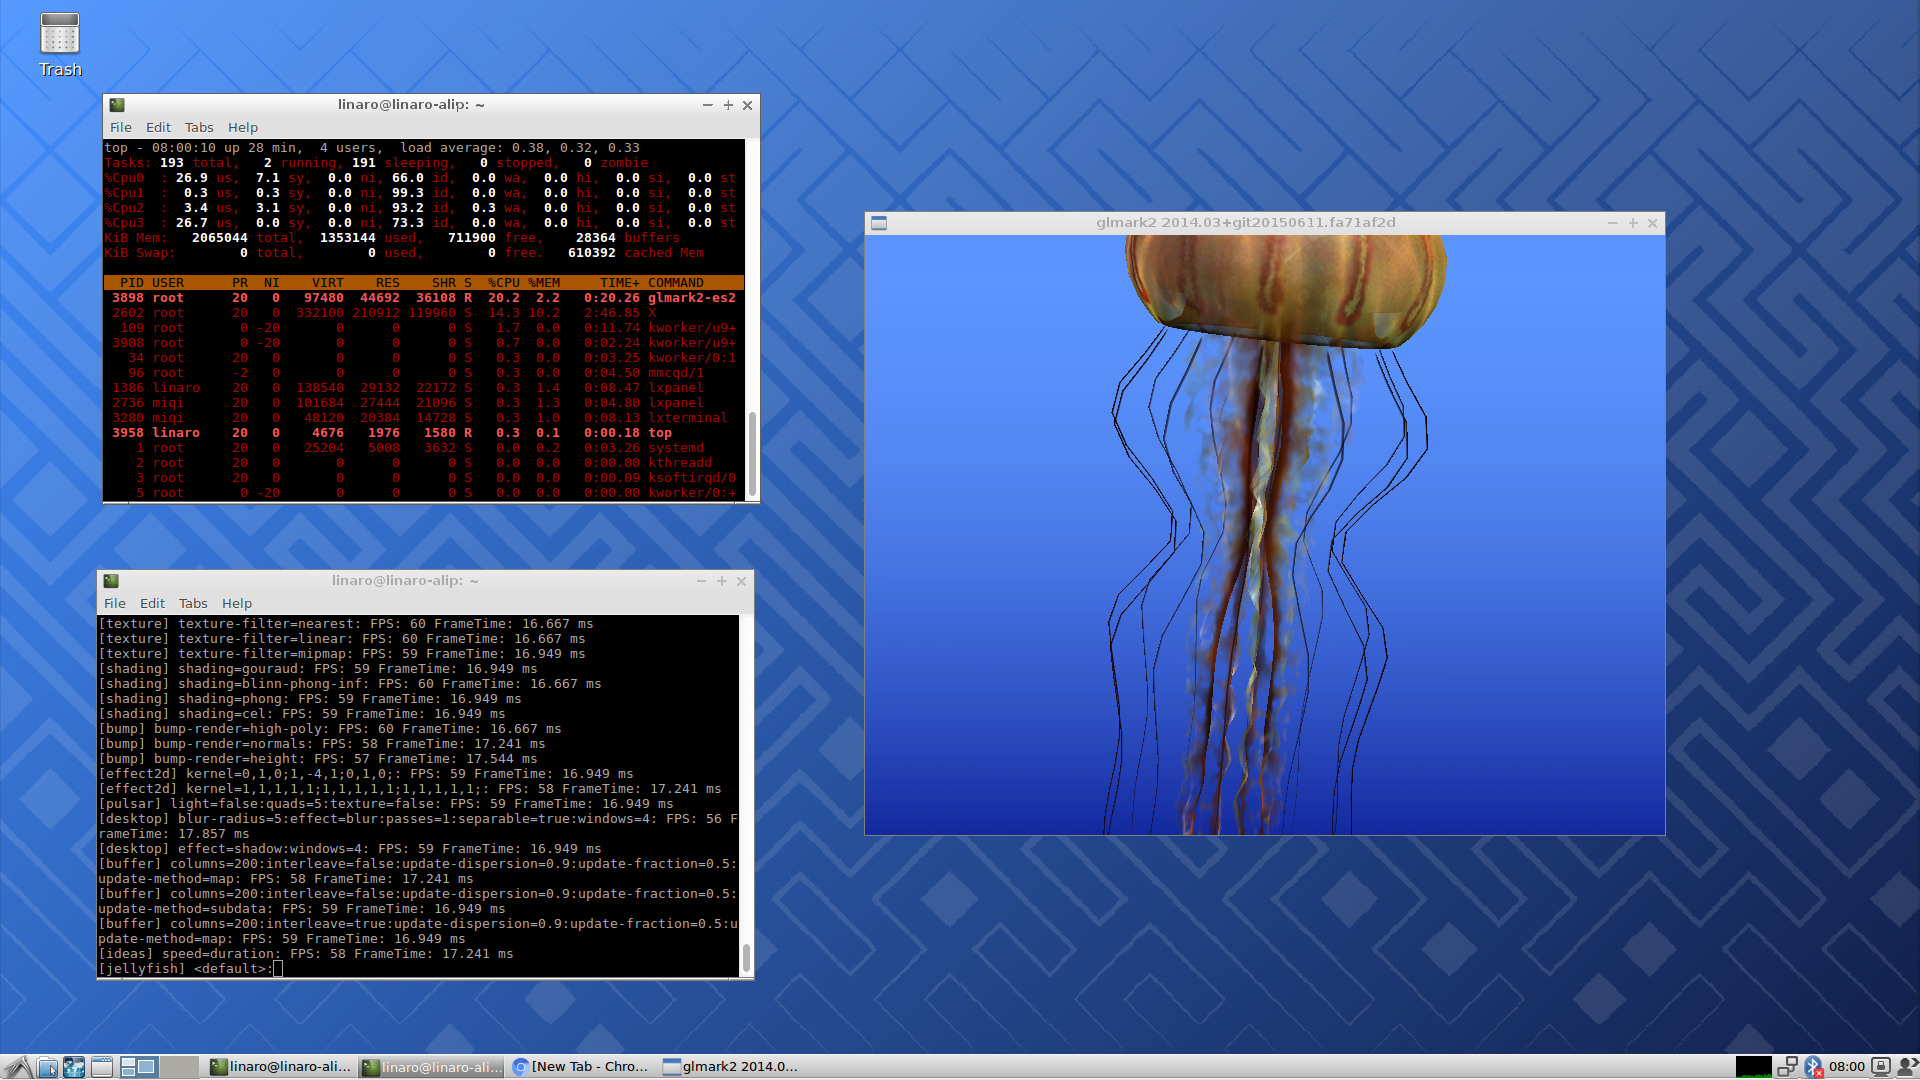 Trash
linaro@linaro-alip: ~
File Edit Tabs Help
top - 08:00:10 up 28 min,  4 users,  load average: 0.38, 0.32, 0.33
Tasks: 193 total,   2 running, 191 sleeping,   0 stopped,   0 zombie
%Cpu0  : 26.9 us,  7.1 sy,  0.0 ni, 66.0 id,  0.0 wa,  0.0 hi,  0.0 si,  0.0 st
%Cpu1  :  0.3 us,  0.3 sy,  0.0 ni, 99.3 id,  0.0 wa,  0.0 hi,  0.0 si,  0.0 st
%Cpu2  :  3.4 us,  3.1 sy,  0.0 ni, 93.2 id,  0.3 wa,  0.0 hi,  0.0 si,  0.0 st
%Cpu3  : 26.7 us,  0.0 sy,  0.0 ni, 73.3 id,  0.0 wa,  0.0 hi,  0.0 si,  0.0 st
KiB Mem:   2065044 total,  1353144 used,   711900 free,    28364 buffers
KiB Swap:        0 total,        0 used,        0 free.   610392 cached Mem
PID USER      PR  NI    VIRT    RES    SHR S  %CPU %MEM     TIME+ COMMAND
3898 root      20   0   97480  44692  36108 R  20.2  2.2   0:20.26 glmark2-es2
2602 root      20   0  332100 210912 119960 S  14.3 10.2   2:46.85 X
109 root       0 -20       0      0      0 S   1.7  0.0   0:11.74 kworker/u9+
3908 root       0 -20       0      0      0 S   0.7  0.0   0:02.24 kworker/u9+
34 root      20   0       0      0      0 S   0.3  0.0   0:03.25 kworker/0:1
96 root      -2   0       0      0      0 S   0.3  0.0   0:04.50 mmcqd/1
1386 linaro    20   0  138540  29132  22172 S   0.3  1.4   0:08.47 lxpanel
2736 miqi      20   0  101684  27444  21096 S   0.3  1.3   0:04.80 lxpanel
3280 miqi      20   0   48120  20384  14728 S   0.3  1.0   0:08.13 lxterminal
3958 linaro    20   0    4676   1976   1580 R   0.3  0.1   0:00.18 top
1 root      20   0   25204   5008   3632 S   0.0  0.2   0:03.26 systemd
2 root      20   0       0      0      0 S   0.0  0.0   0:00.00 kthreadd
3 root      20   0       0      0      0 S   0.0  0.0   0:00.09 ksoftirqd/0
5 root       0 -20       0      0      0 S   0.0  0.0   0:00.00 kworker/0:+
glmark2 2014.03+git20150611.fa71af2d
linaro@linaro-alip: ~
File Edit Tabs Help
[texture] texture-filter=nearest: FPS: 60 FrameTime: 16.667 ms
[texture] texture-filter=linear: FPS: 60 FrameTime: 16.667 ms
[texture] texture-filter=mipmap: FPS: 59 FrameTime: 16.949 ms
[shading] shading=gouraud: FPS: 59 FrameTime: 16.949 ms
[shading] shading=blinn-phong-inf: FPS: 60 FrameTime: 16.667 ms
[shading] shading=phong: FPS: 59 FrameTime: 16.949 ms
[shading] shading=cel: FPS: 59 FrameTime: 16.949 ms
[bump] bump-render=high-poly: FPS: 60 FrameTime: 16.667 ms
[bump] bump-render=normals: FPS: 58 FrameTime: 17.241 ms
[bump] bump-render=height: FPS: 57 FrameTime: 17.544 ms
[effect2d] kernel=0,1,0;1,-4,1;0,1,0;: FPS: 59 FrameTime: 16.949 ms
[effect2d] kernel=1,1,1,1,1;1,1,1,1,1;1,1,1,1,1;: FPS: 58 FrameTime: 17.241 ms
[pulsar] light=false:quads=5:texture=false: FPS: 59 FrameTime: 16.949 ms
[desktop] blur-radius=5:effect=blur:passes=1:separable=true:windows=4: FPS: 56 F
rameTime: 17.857 ms
[desktop] effect=shadow:windows=4: FPS: 59 FrameTime: 16.949 ms
[buffer] columns=200:interleave=false:update-dispersion=0.9:update-fraction=0.5:
update-method=map: FPS: 58 FrameTime: 17.241 ms
[buffer] columns=200:interleave=false:update-dispersion=0.9:update-fraction=0.5:
update-method=subdata: FPS: 59 FrameTime: 16.949 ms
[buffer] columns=200:interleave=true:update-dispersion=0.9:update-fraction=0.5:u
pdate-method=map: FPS: 59 FrameTime: 16.949 ms
[ideas] speed=duration: FPS: 58 FrameTime: 17.241 ms
[jellyfish] <default>:
linaro@linaro-ali... linaro@linaro-ali... [New Tab - Chro... glmark2 2014.0... 08:00